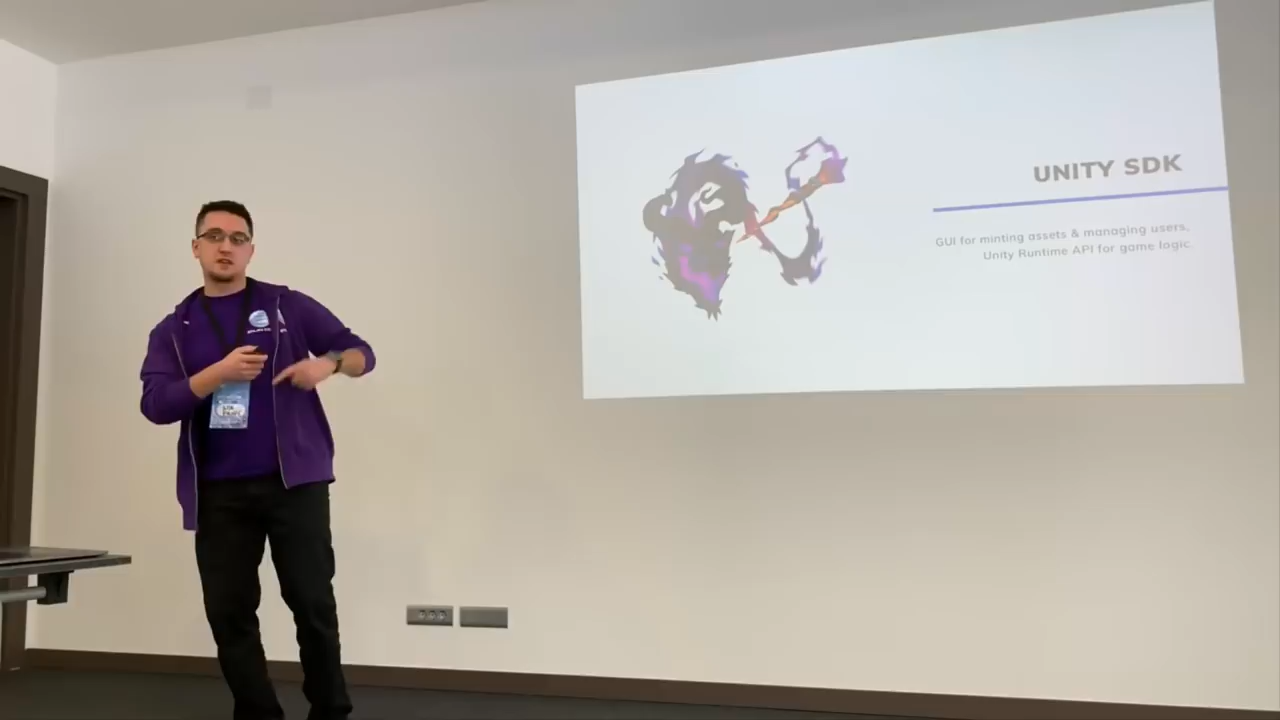 UNITY SDK
GUI for minting assets & managing users,
Unity Runtime API for game logic